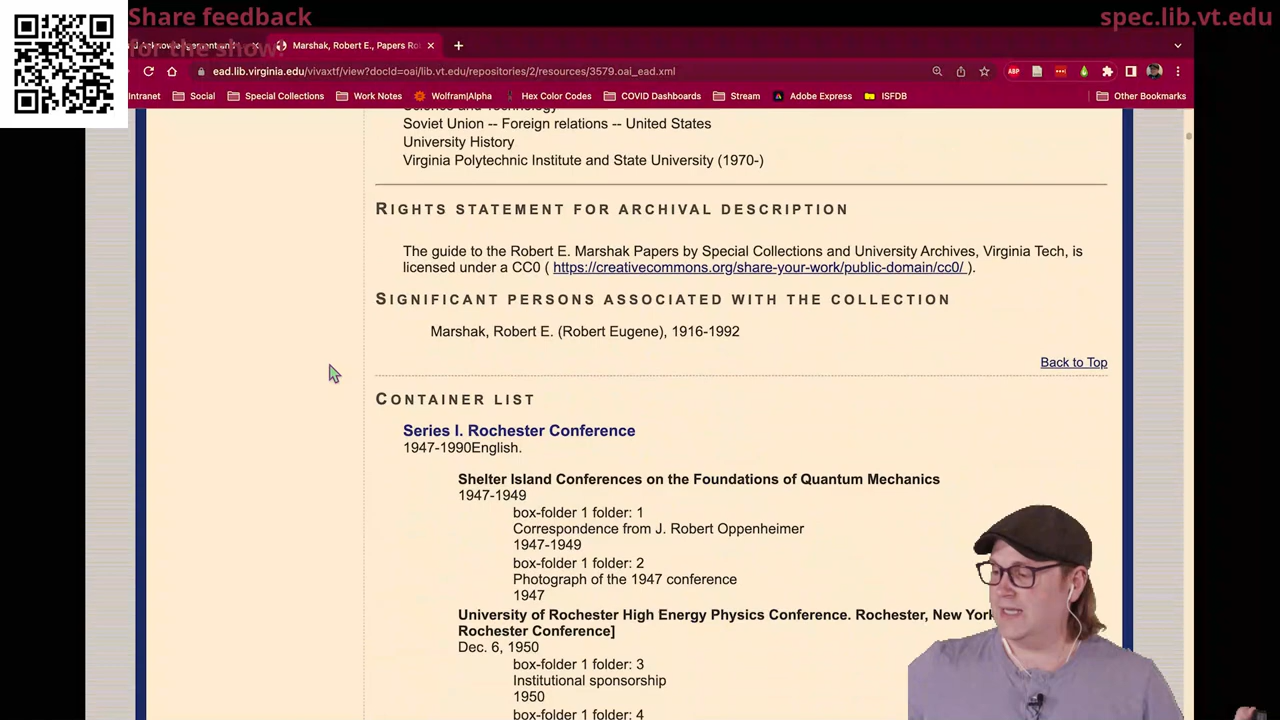 Share feedback
for the show!
spec.lib.vt.edu
Marshak, Robert E., Papers Ro
ead.lib.virginia.edu/vivaxtf/view?docId=oai/lib.vt.edu/repositories/2/resources/3579.oai_ead.xml
ABP
ntranet Social Special Collections Work Notes Wolfram|Alpha Hex Color Codes COVID Dashboards Stream Adobe Express ISFDB Other Bookmarks
Soviet Union -- Foreign relations -- United States
University History
Virginia Polytechnic Institute and State University (1970-)
RIGHTS STATEMENT FOR ARCHIVAL DESCRIPTION
The guide to the Robert E. Marshak Papers by Special Collections and University Archives, Virginia Tech, is
licensed under a CC0 ( https://creativecommons.org/share-your-work/public-domain/cc0/ ).
SIGNIFICANT PERSONS ASSOCIATED WITH THE COLLECTION
Marshak, Robert E. (Robert Eugene), 1916-1992
Back to Top
CONTAINER LIST
Series I. Rochester Conference
1947-1990English.
Shelter Island Conferences on the Foundations of Quantum Mechanics
1947-1949
box-folder 1 folder: 1
Correspondence from J. Robert Oppenheimer
1947-1949
box-folder 1 folder: 2
Photograph of the 1947 conference
1947
University of Rochester High Energy Physics Conference. Rochester, New York
Rochester Conference]
Dec. 6, 1950
box-folder 1 folder: 3
Institutional sponsorship
1950
box-folder 1 folder: 4